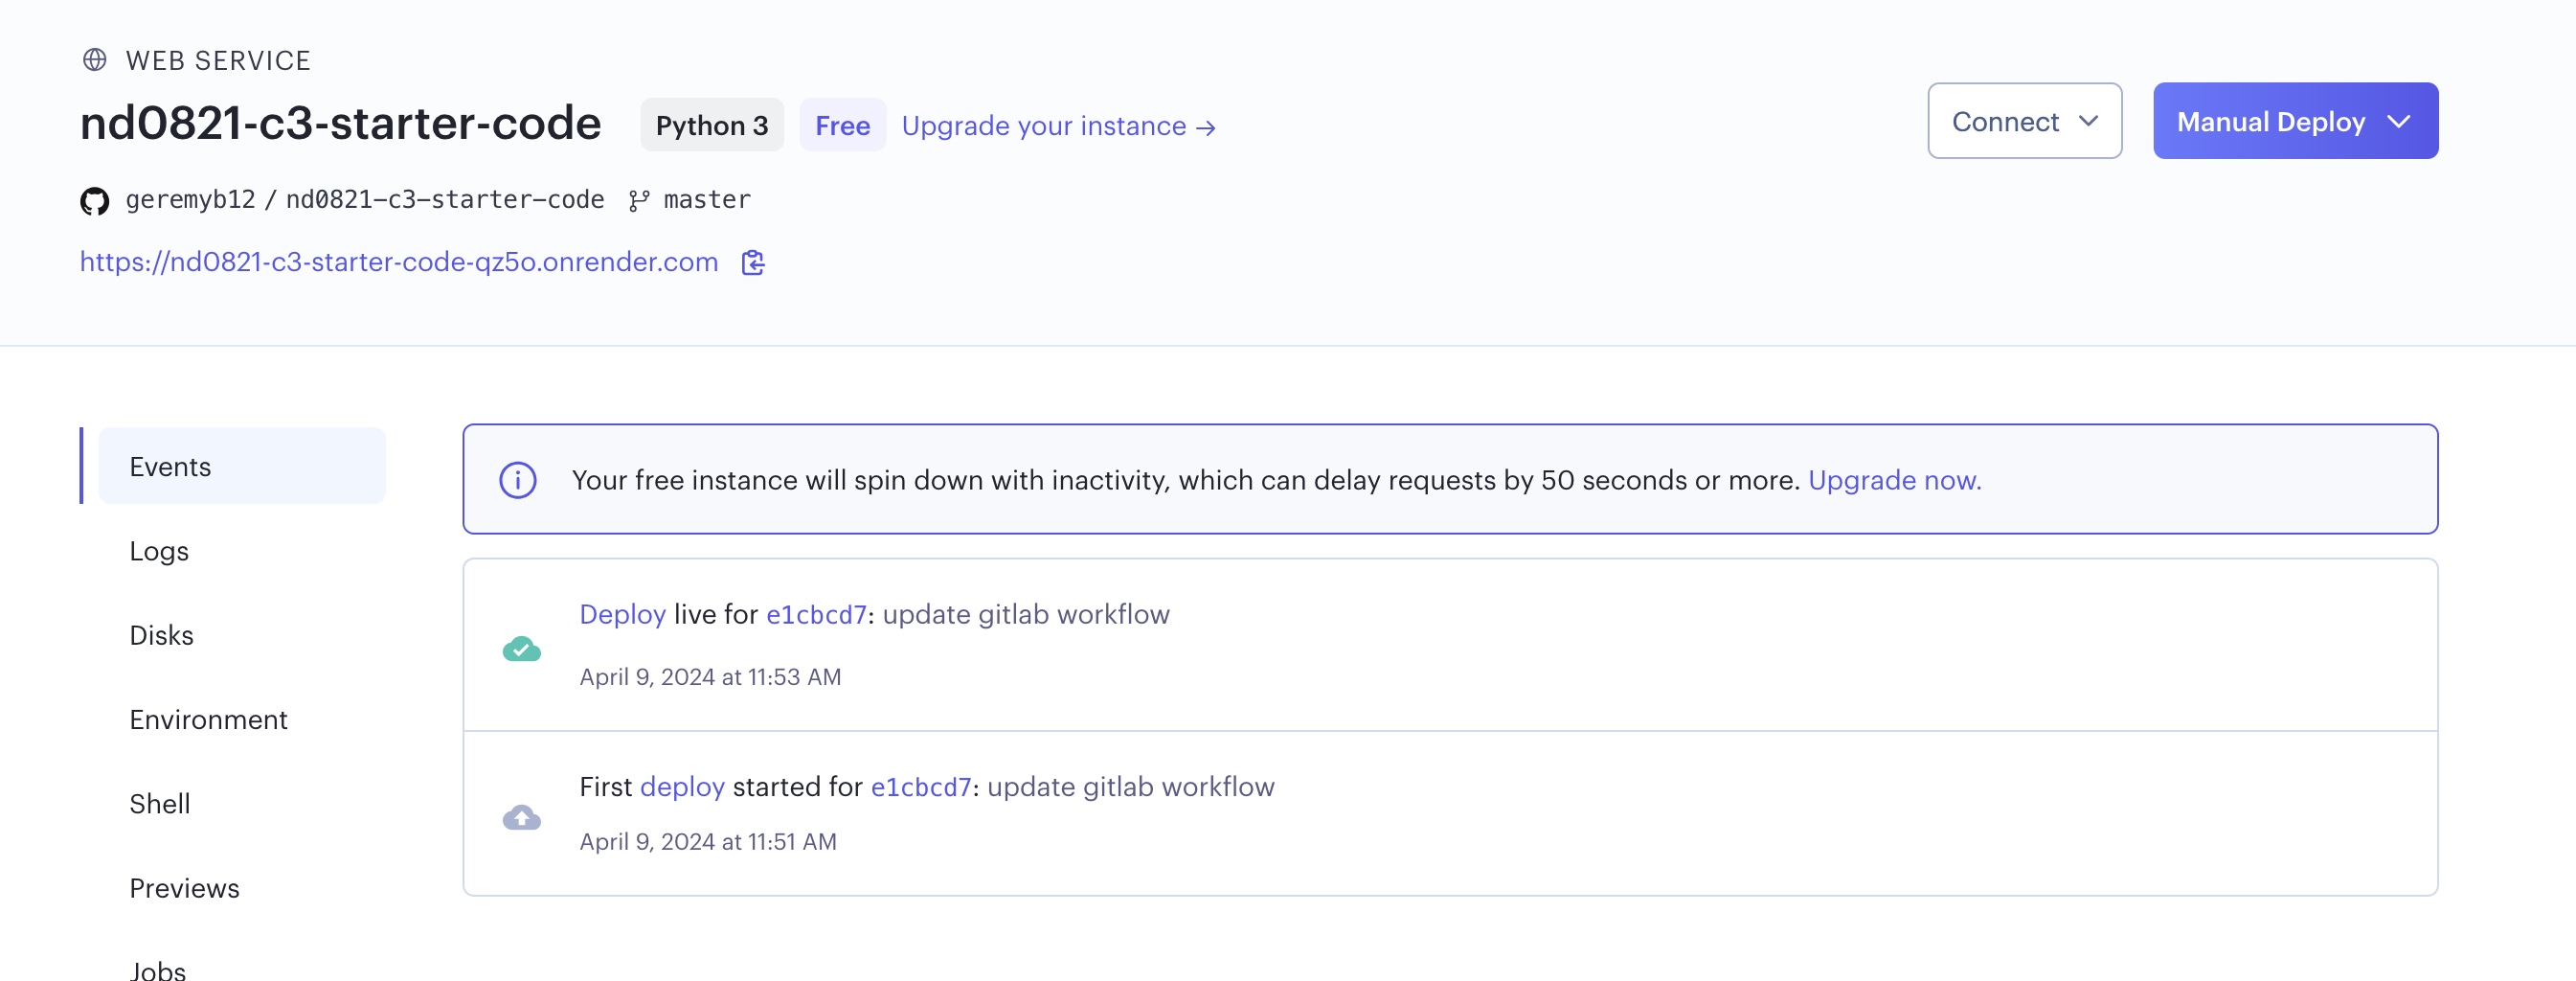 WEB SERVICE
nd0821-c3-starter-code Python 3 Free Upgrade your instance → Connect Manual Deploy
geremyb12 / nd0821-c3-starter-code master
https://nd0821-c3-starter-code-qz5o.onrender.com
Events
Logs
Disks
Environment
Shell
Previews
Jobs
Your free instance will spin down with inactivity, which can delay requests by 50 seconds or more. Upgrade now.
Deploy live for e1cbcd7: update gitlab workflow
April 9, 2024 at 11:53 AM
First deploy started for e1cbcd7: update gitlab workflow
April 9, 2024 at 11:51 AM